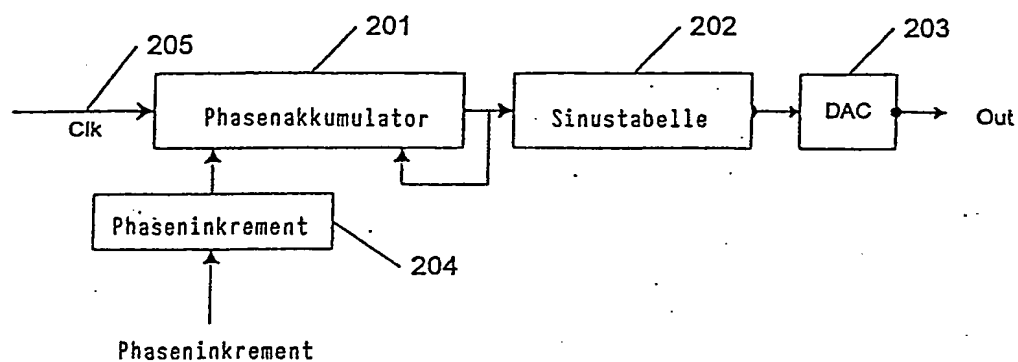 205
201
202
203
Clk
Phasenakkumulator
Sinustabelle
DAC
Out
Phaseninkrement
204
Phaseninkrement